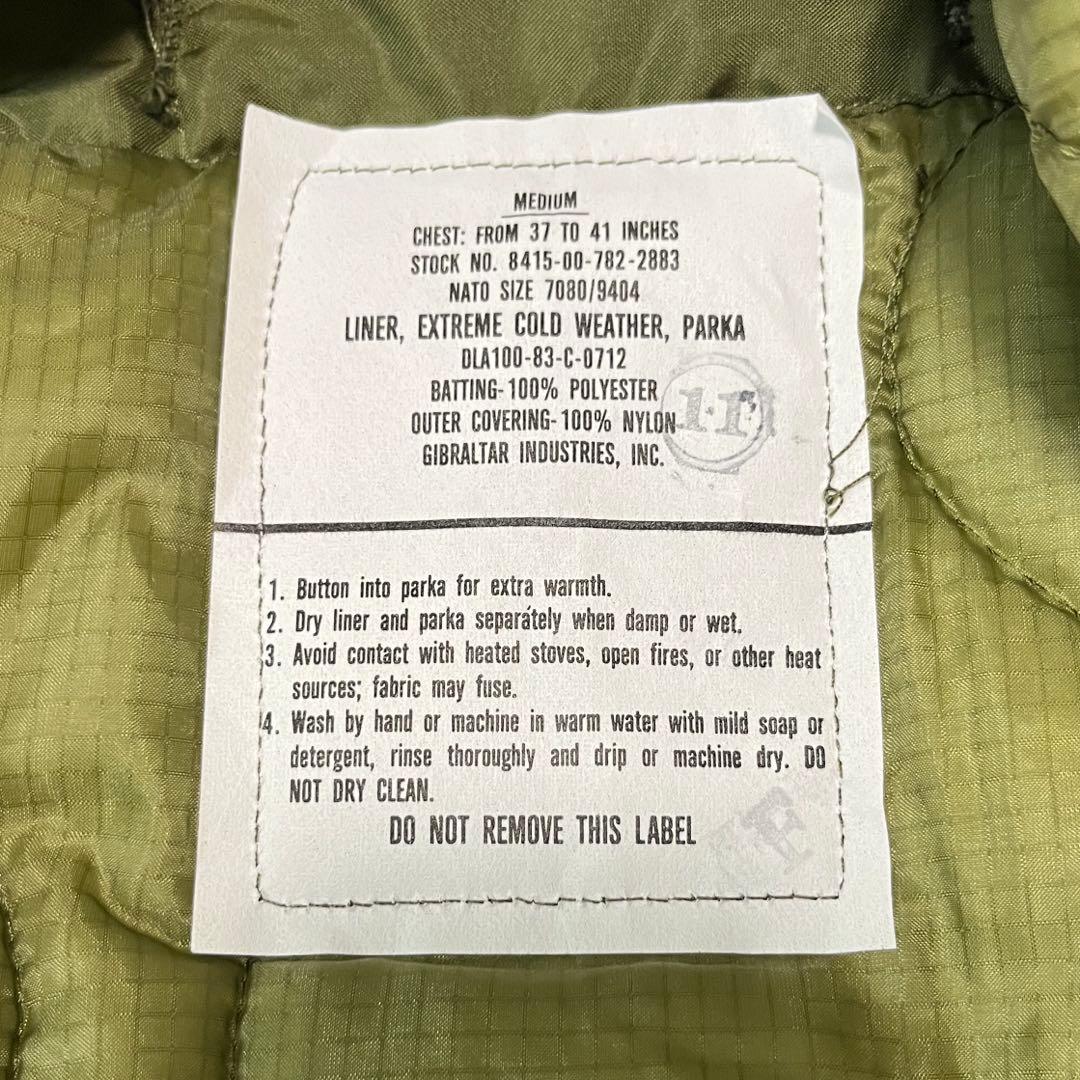 MEDIUM
CHEST: FROM 37 TO 41 INCHES
STOCK NO. 8415-00-782-2883
NATO SIZE 7080/9404
LINER, EXTREME COLD WEATHER, PARKA
DLA100-83-C-0712
BATTING-100% POLYESTER
OUTER COVERING-100% NYLON
GIBRALTAR INDUSTRIES, INC.
1. Button into parka for extra warmth.
2. Dry liner and parka separately when damp or wet.
3. Avoid contact with heated stoves, open fires, or other heat
sources; fabric may fuse.
4. Wash by hand or machine in warm water with mild soap or
detergent, rinse thoroughly and drip or machine dry. DO
NOT DRY CLEAN.
DO NOT REMOVE THIS LABEL